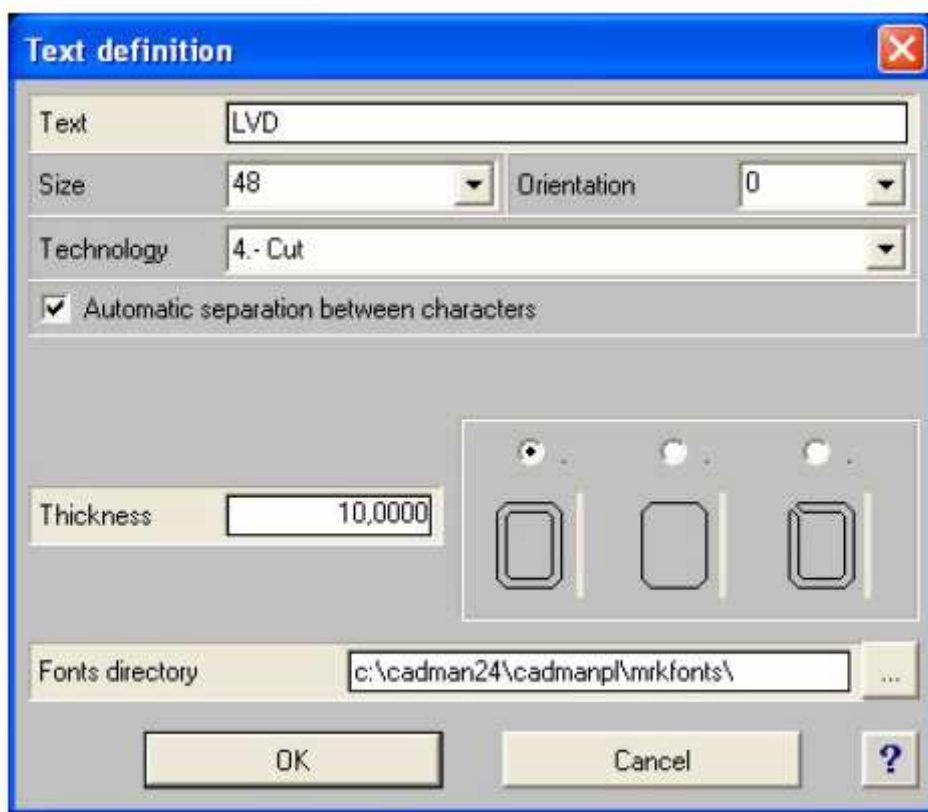 Text definition
Text LVD
Size 48 Orientation 0
Technology 4.- Cut
Automatic separation between characters
. . .
Thickness 10,0000
Fonts directory c:\cadman24\cadmanpl\mrkfonts\ ...
OK Cancel ?